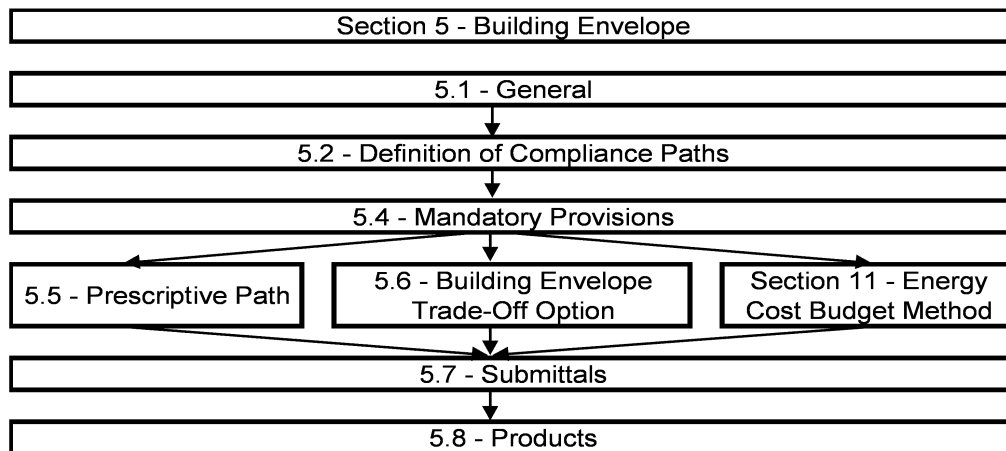 Section 5 - Building Envelope
5.1 - General
5.2 - Definition of Compliance Paths
5.4 - Mandatory Provisions
5.5 - Prescriptive Path
5.6 - Building Envelope
Trade-Off Option
Section 11 - Energy
Cost Budget Method
5.7 - Submittals
5.8 - Products